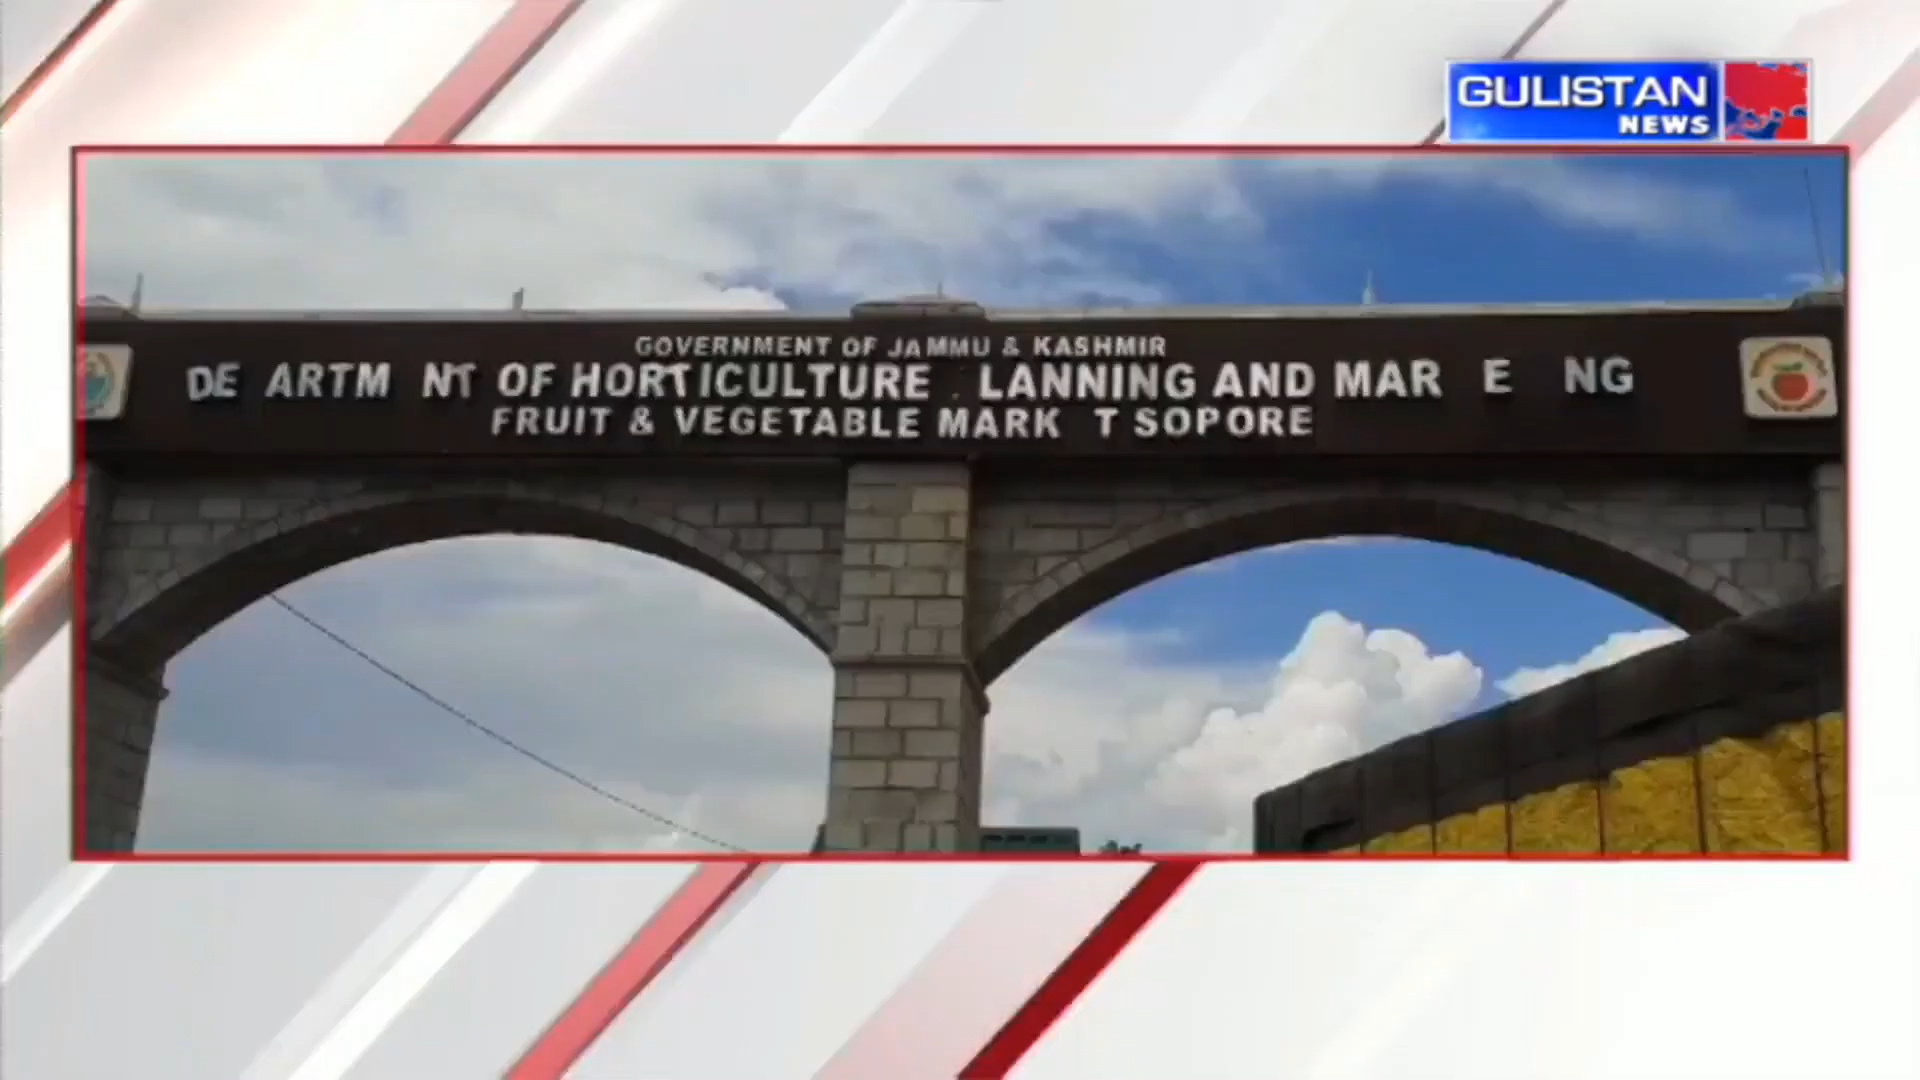 GULISTAN
NEWS
GOVERNMENT OF JAMMU & KASHMIR
DE ARTM NT OF HORTICULTURE . LANNING AND MAR E NG
FRUIT & VEGETABLE MARK T SOPORE